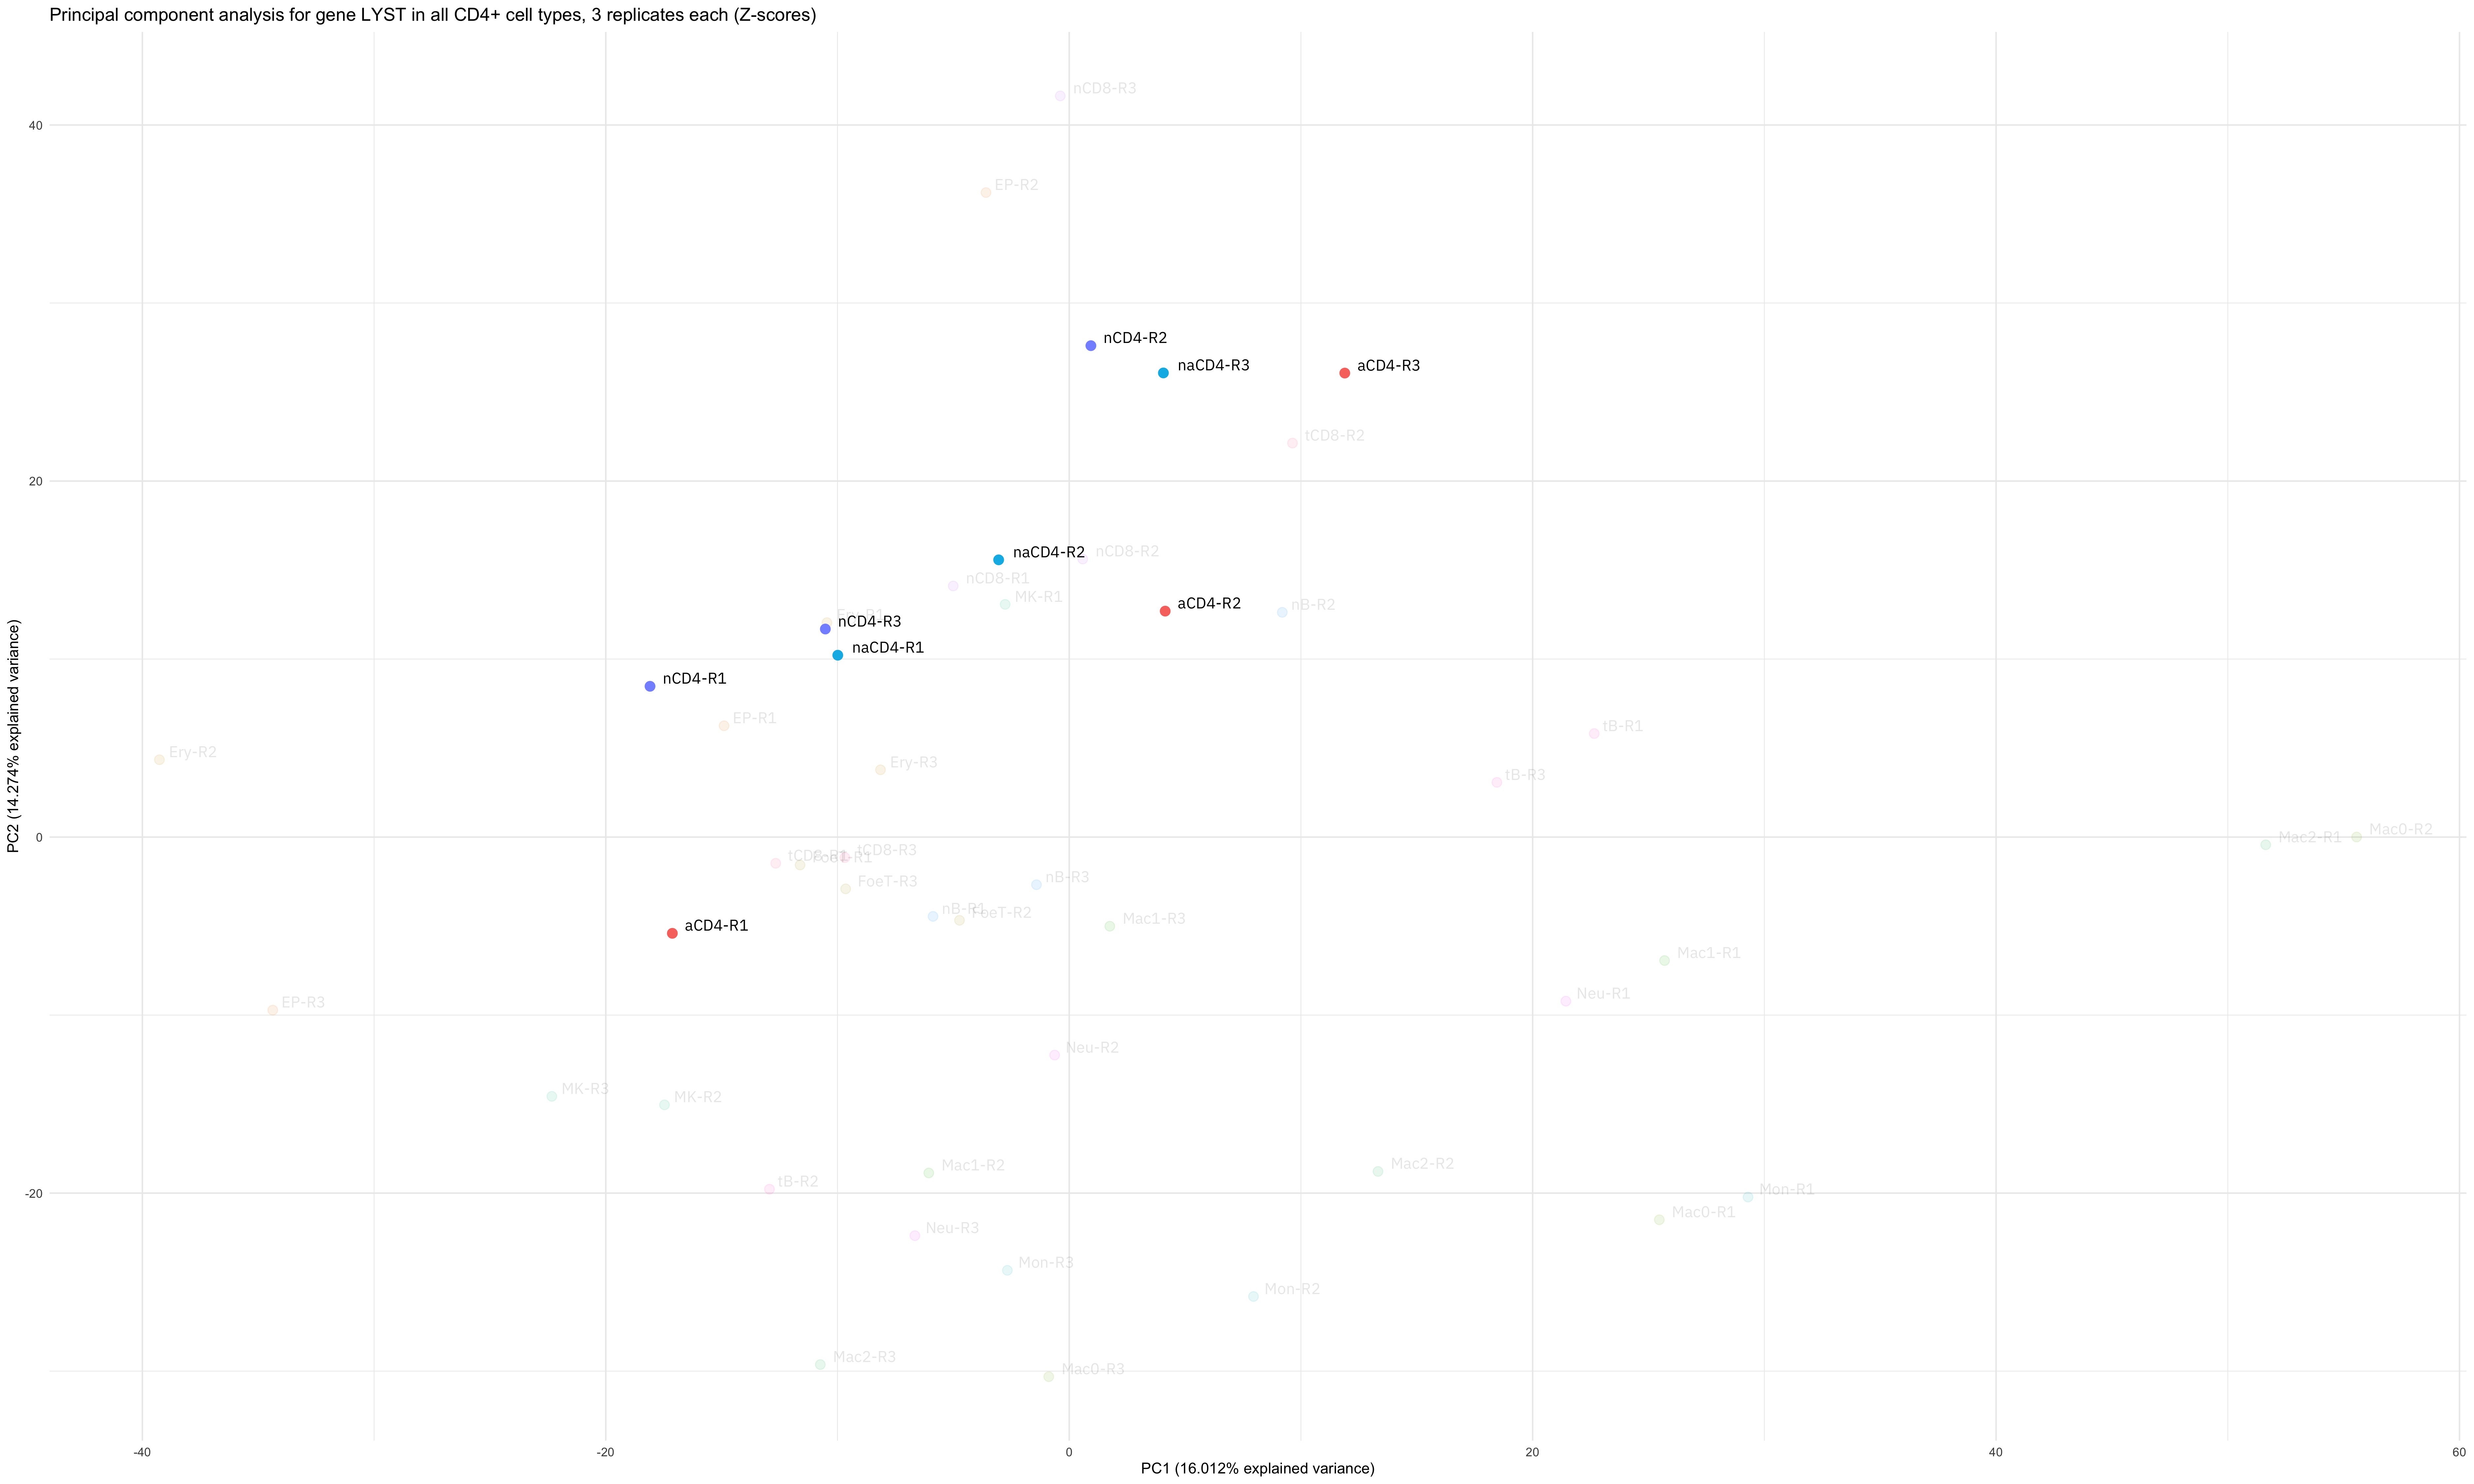 Principal component analysis for gene LYST in all CD4+ cell types, 3 replicates each (Z-scores)
nCD8-R3
40
EP-R2
nCD4-R2
naCD4-R3
aCD4-R3
tCD8-R2
20
naCD4-R2
nCD8-R2
nCD8-R1
MK-R1
aCD4-R2
nB-R2
nCD4-R3
naCD4-R1
nCD4-R1
EP-R1
tB-R1
Ery-R2
Ery-R3
tB-R3
PC2 (14.274% explained variance)
0
Mac2-R1
Mac0-R2
tCD8-R3
FoeT-R1
FoeT-R3
nB-R3
nB-R1
FoeT-R2
Mac1-R3
aCD4-R1
Mac1-R1
Neu-R1
EP-R3
Neu-R2
MK-R3
MK-R2
Mac1-R2
Mac2-R2
tB-R2
-20
Mon-R1
Mac0-R1
Neu-R3
Mon-R3
Mon-R2
Mac2-R3
Mac0-R3
-40
-20
0
20
40
60
PC1 (16.012% explained variance)